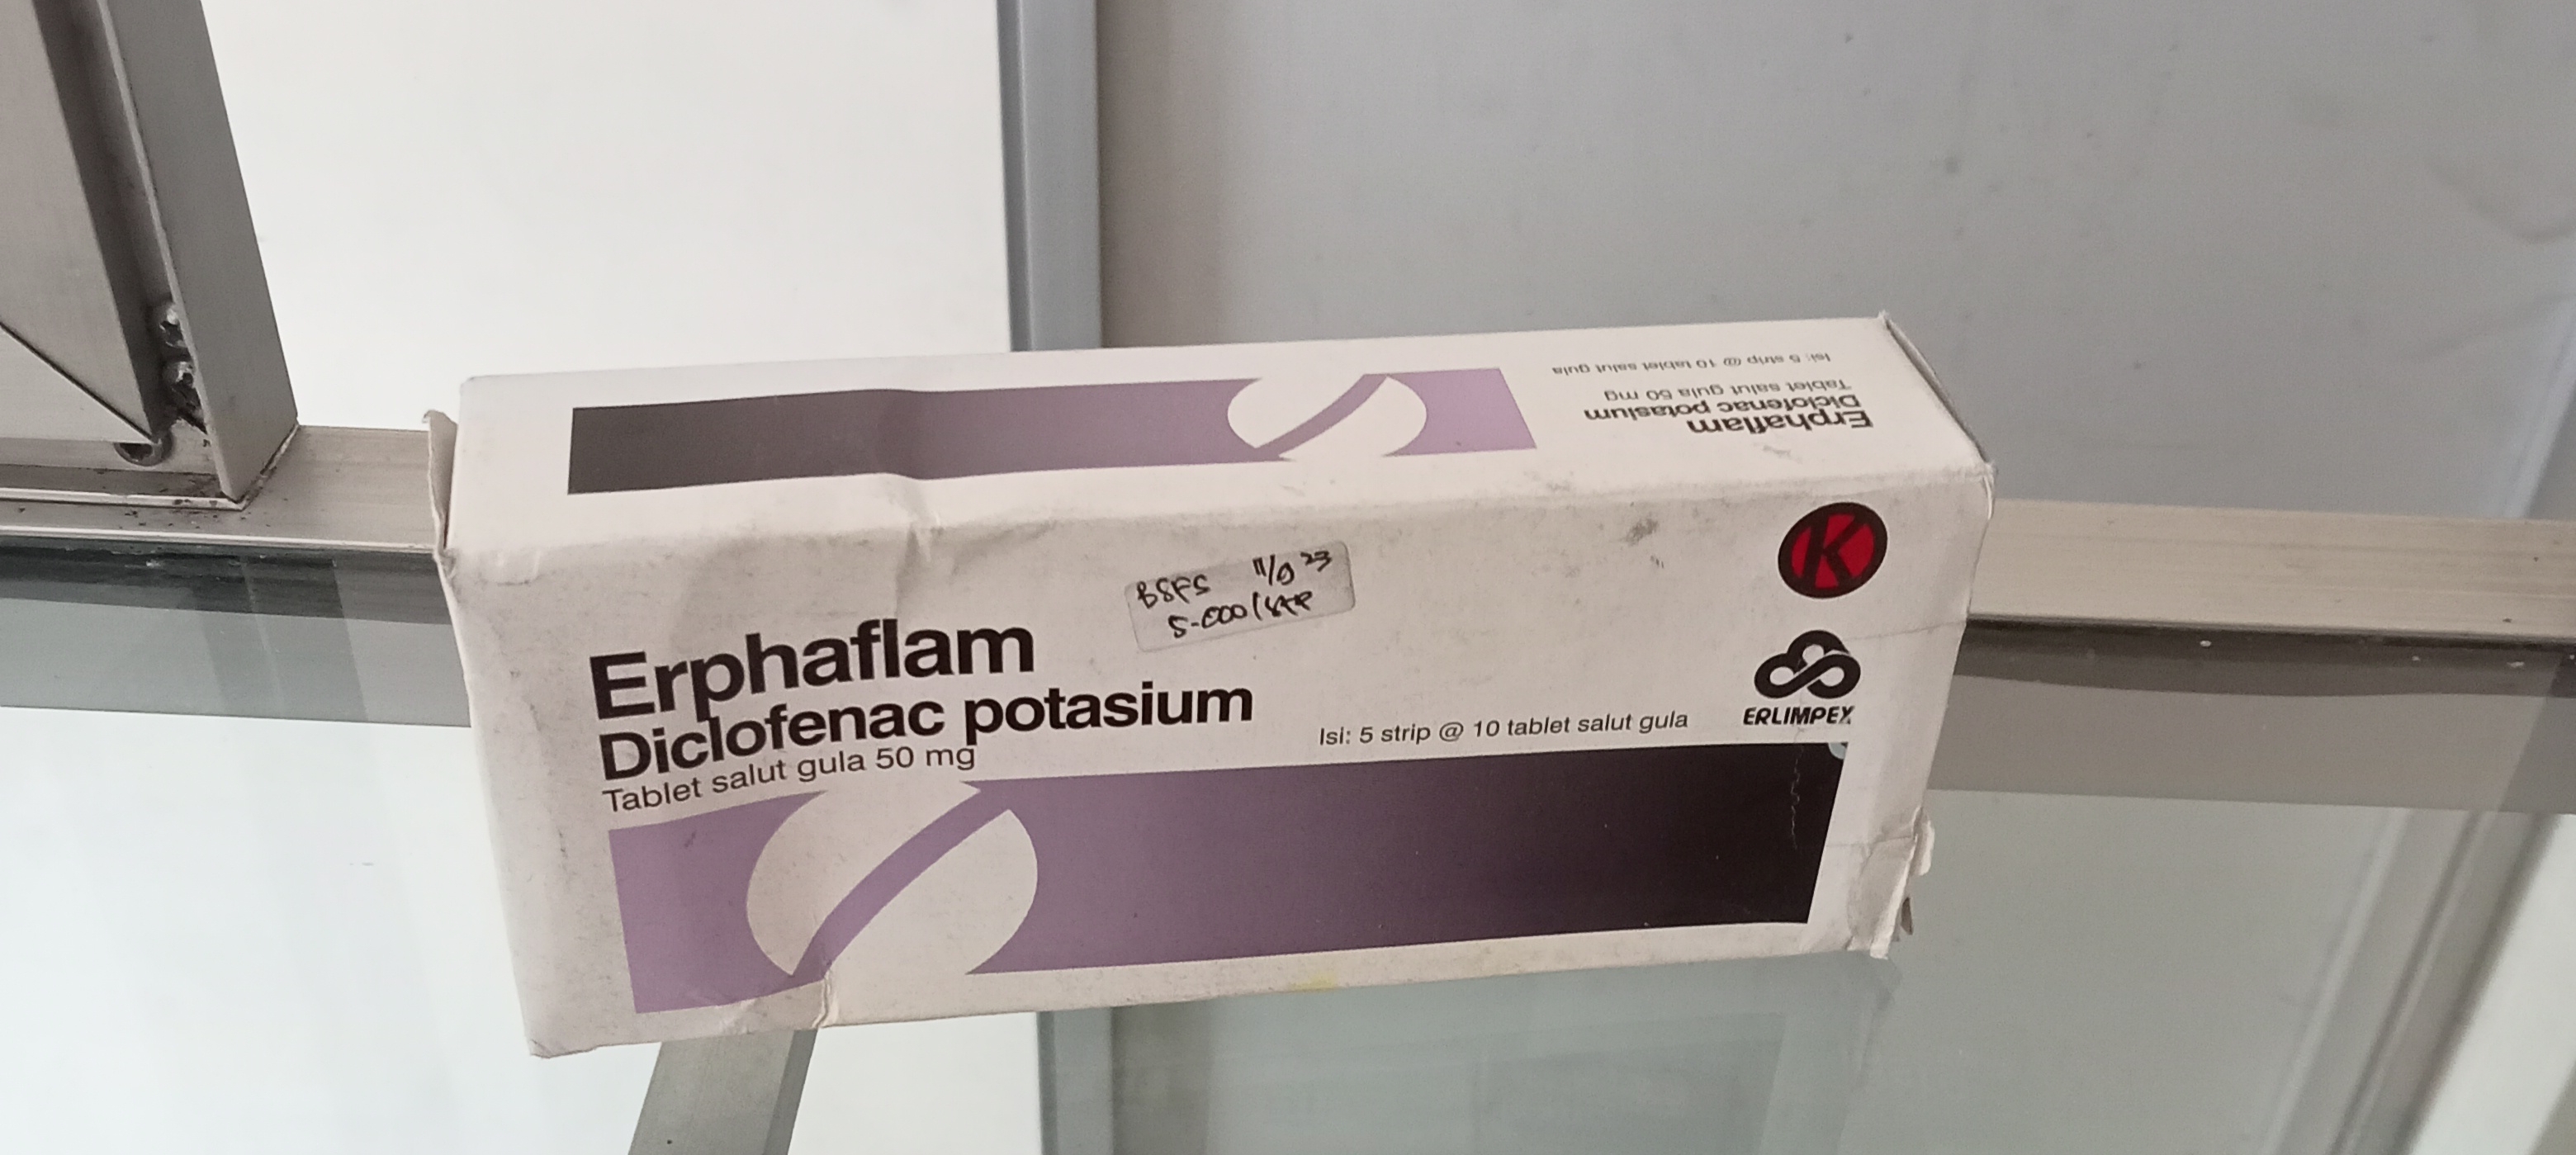 Isi: 5 strip @ 10 tablet salut gula
Tablet salut gula 50 mg
Diclofenac potasium
Erphaflam
K
BSFS
Erphaflam
Diclofenac potasium
Tablet salut gula 50 mg
Isi: 5 strip @ 10 tablet salut gula
ERLIMPEX